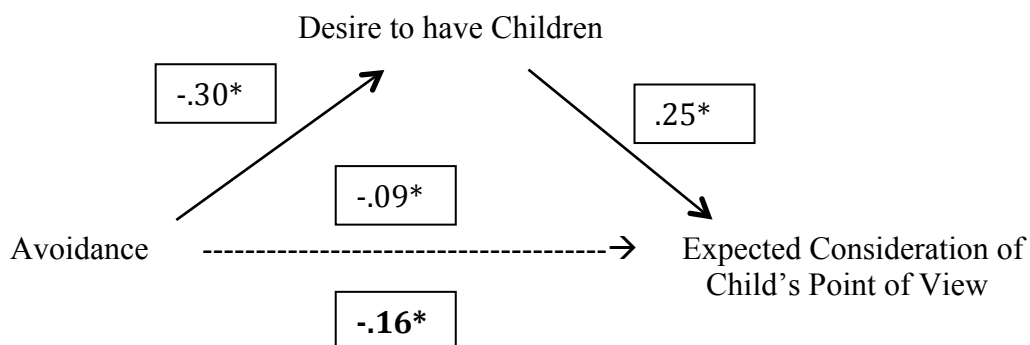 Desire to have Children
-.30*
.25*
-.09*
Avoidance
Expected Consideration of
Child’s Point of View
-.16*